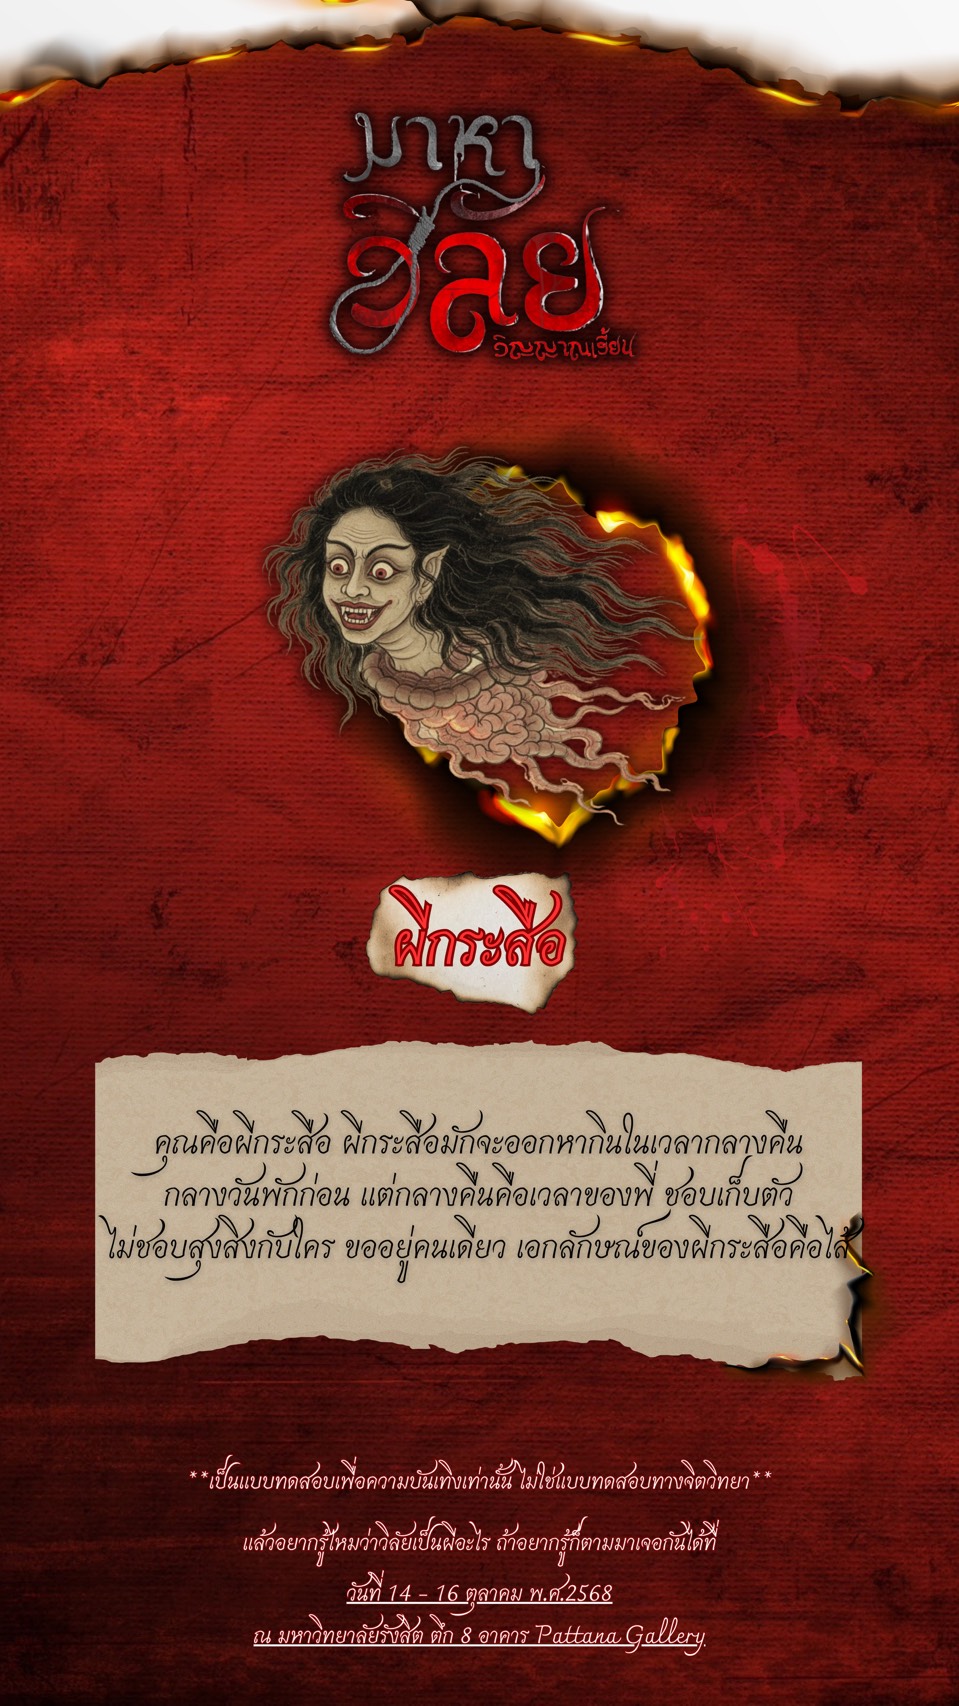 มาหา
วิลัย
วิญญาณเฮี้ยน
ผีกระสือ
คุณคือผีกระสือ ผีกระสือมักจะออกหากินในเวลากลางคืน
กลางวันพักก่อน แต่กลางคืนคือเวลาของพี่ ชอบเก็บตัว
ไม่ชอบสุงสิงกับใคร ขออยู่คนเดียว เอกลักษณ์ของผีกระสือคือไส้
**เป็นแบบทดสอบเพื่อความบันเทิงเท่านั้น ไม่ใช่แบบทดสอบทางจิตวิทยา**
แล้วอยากรู้ไหมว่าวิลัยเป็นผีอะไร ถ้าอยากรู้ก็ตามมาเจอกันได้ที่
วันที่ 14 - 16 ตุลาคม พ.ศ.2568
ณ มหาวิทยาลัยรังสิต ตึก 8 อาคาร Pattana Gallery